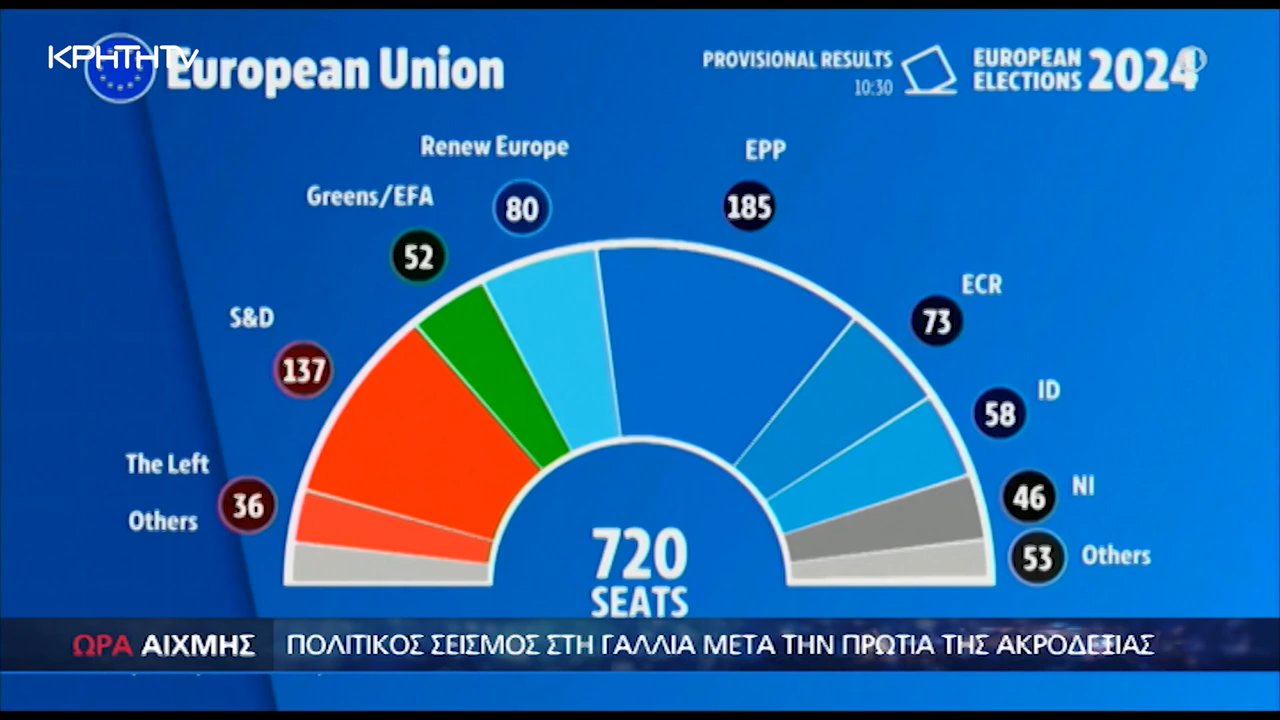 ΚΡΗΤΗTV
European Union
PROVISIONAL RESULTS
10:30
EUROPEAN
ELECTIONS
2024
Renew Europe
80
EPP
185
Greens/EFA
52
ECR
73
S&D
137
ID
58
The Left
36
Others
NI
46
53
Others
720
SEATS
ΩΡΑ ΑΙΧΜΗΣ
ΠΟΛΙΤΙΚΟΣ ΣΕΙΣΜΟΣ ΣΤΗ ΓΑΛΛΙΑ ΜΕΤΑ ΤΗΝ ΠΡΩΤΙΑ ΤΗΣ ΑΚΡΟΔΕΞΙΑΣ